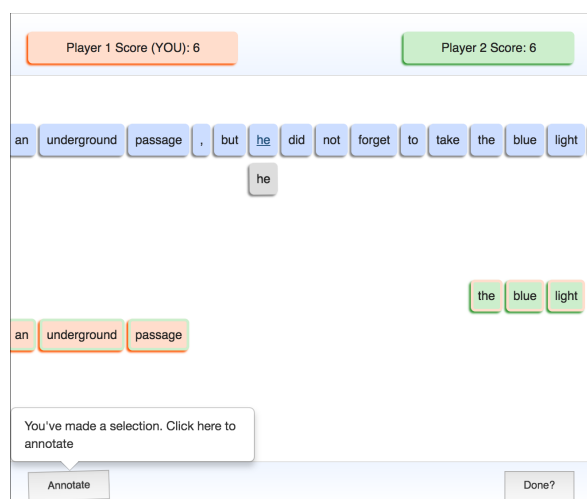 Player 1 Score (YOU): 6 Player 2 Score: 6
an underground passage , but he did not forget to take the blue light
he
the blue light
an underground passage
You've made a selection. Click here to
annotate
Annotate Done?